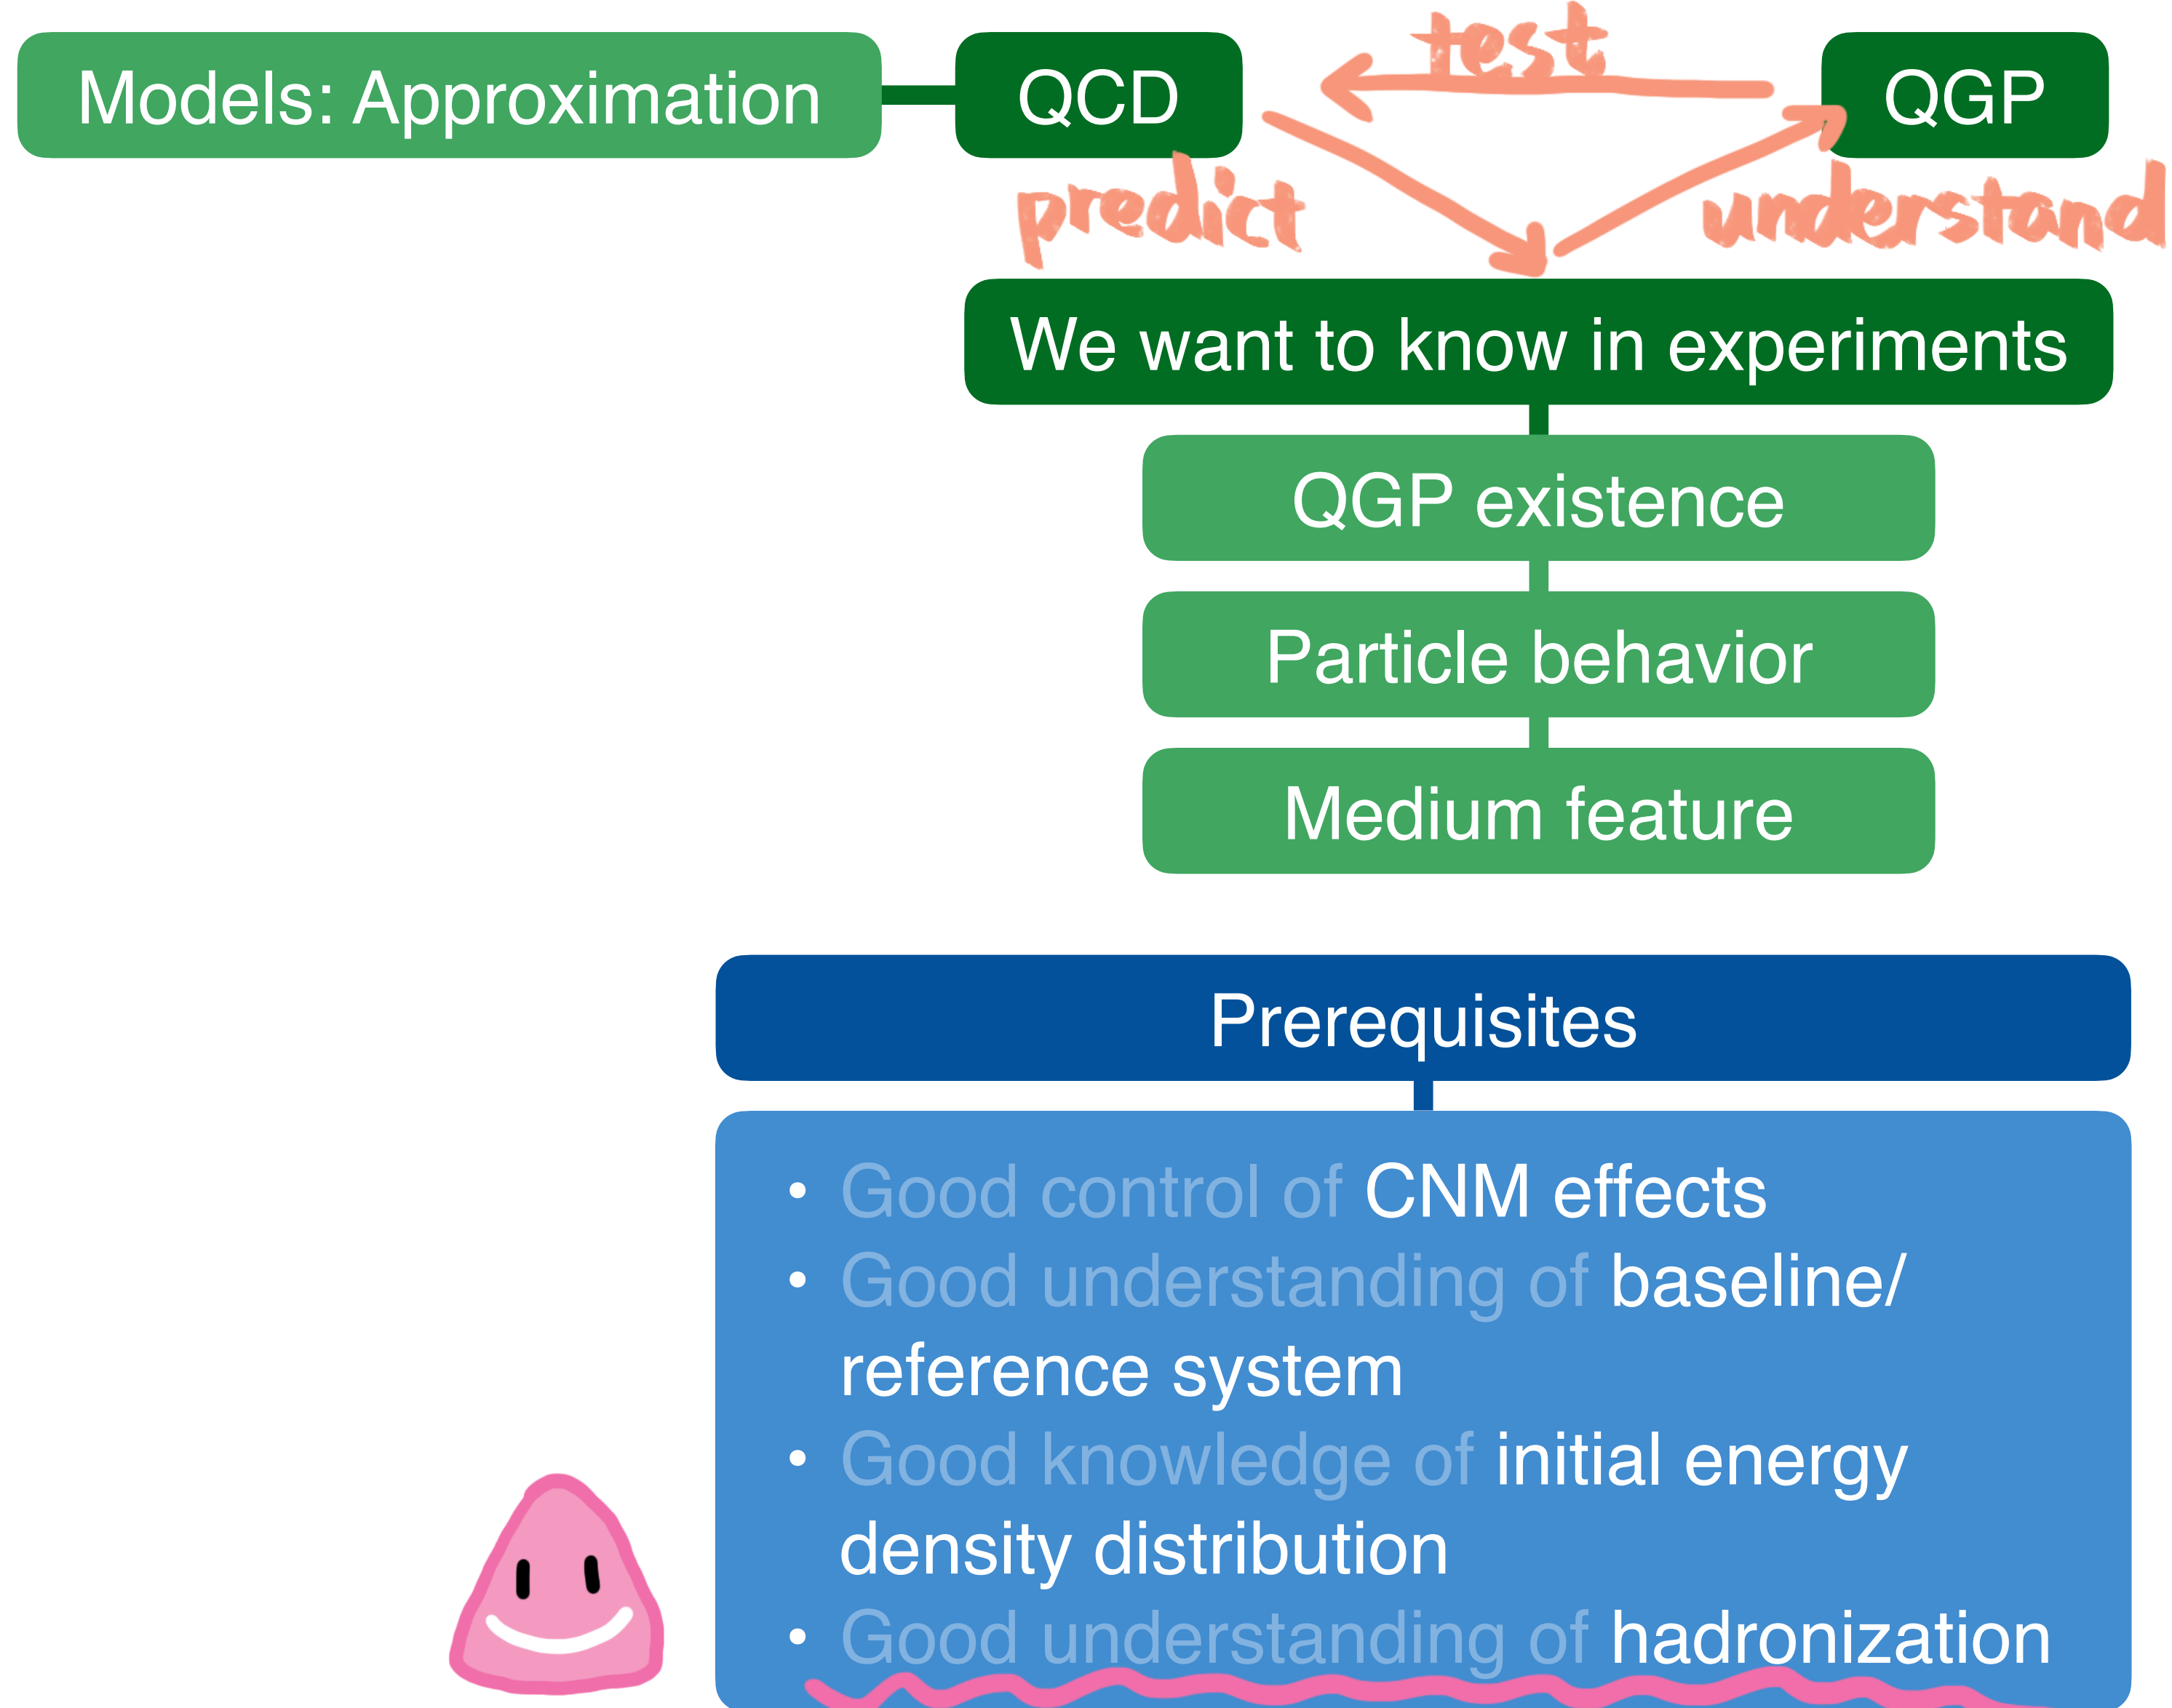 test
Models: Approximation
QCD
QGP
predict
understand
We want to know in experiments
QGP existence
Particle behavior
Medium feature
Prerequisites
• Good control of CNM effects
• Good understanding of baseline/
reference system
• Good knowledge of initial energy
density distribution
• Good understanding of hadronization